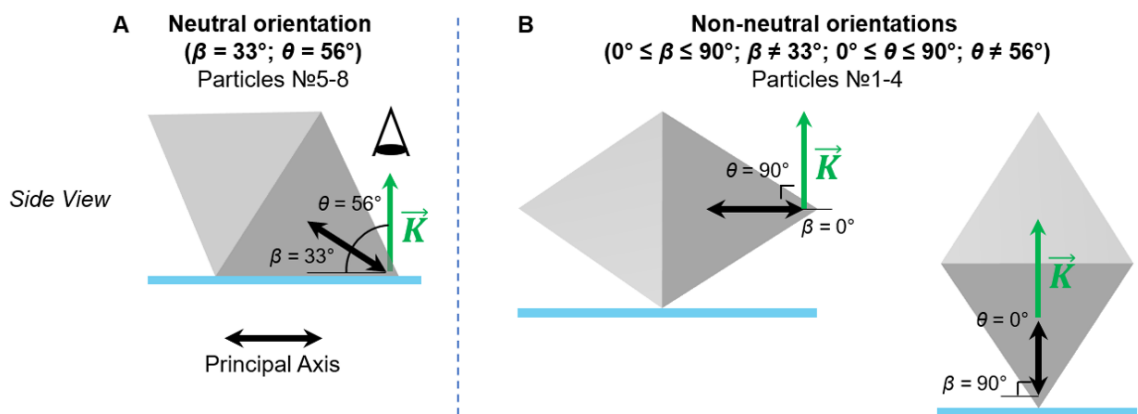 A Neutral orientation
(β = 33°; θ = 56°)
Particles №5-8
Side View
θ = 56°
K
β = 33°
Principal Axis
B Non-neutral orientations
(0° ≤ β ≤ 90°; β ≠ 33°; 0° ≤ θ ≤ 90°; θ ≠ 56°)
Particles №1-4
θ = 90°
K
β = 0°
K
θ = 0°
β = 90°